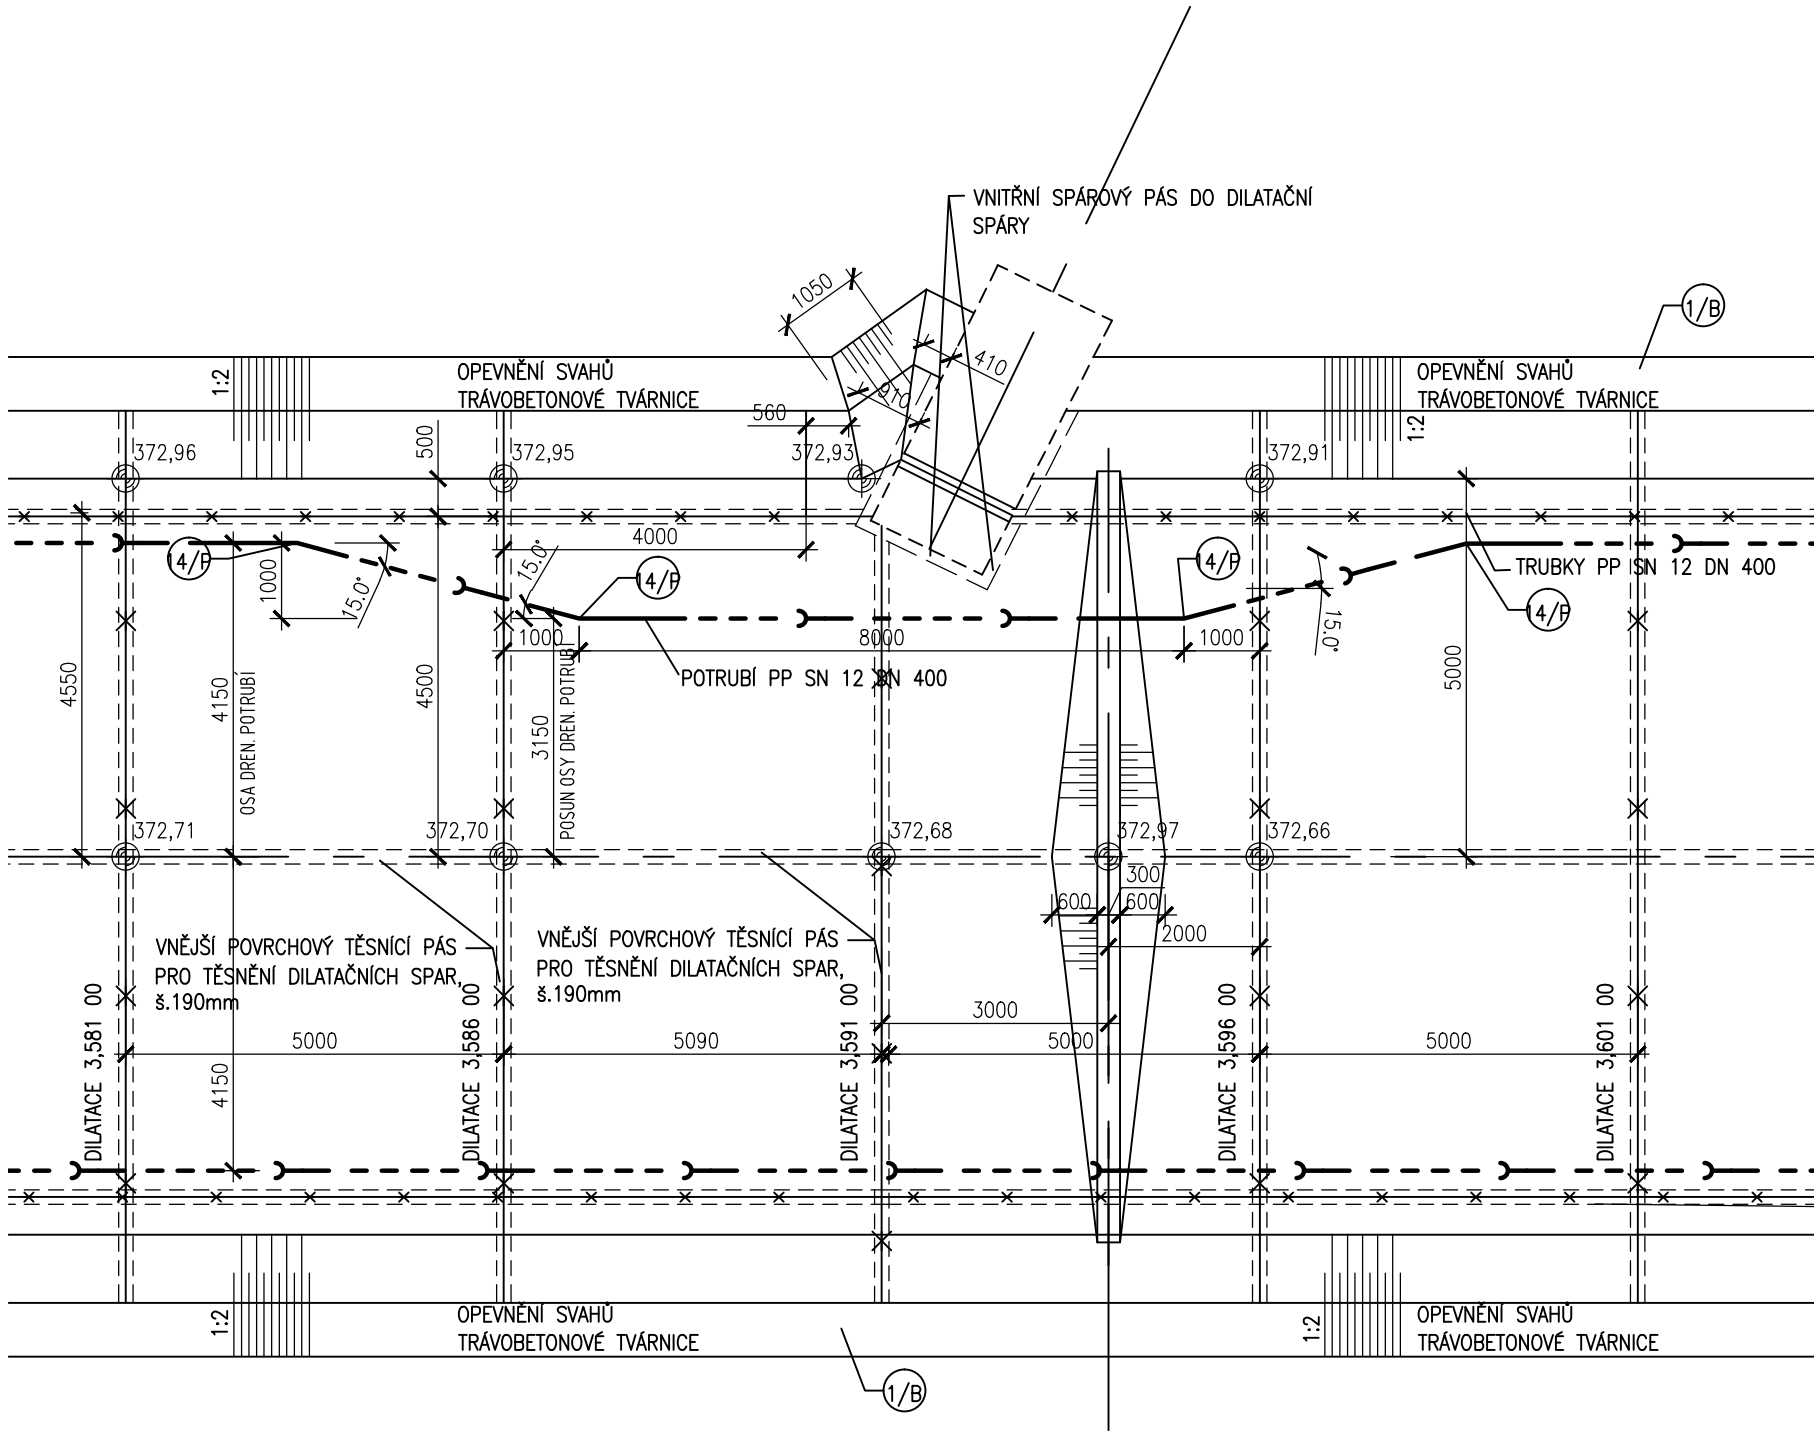 VNITŘNÍ SPÁROVÝ PÁS DO DILATAČNÍ
SPÁRY
1050
1/B
410
910
560
1:2
OPEVNĚNÍ SVAHŮ
TRÁVOBETONOVÉ TVÁRNICE
OPEVNĚNÍ SVAHŮ
TRÁVOBETONOVÉ TVÁRNICE
1:2
372,96
500
372,95
372,93
372,91
4000
14/P
1000
15.0°
15.0°
14/P
14/P
15.0°
TRUBKY PP SN 12 DN 400
14/P
1000
8000
1000
POTRUBÍ PP SN 12 DN 400
4550
4150
OSA DREN. POTRUBÍ
4500
3150
POSUN OSY DREN. POTRUBÍ
5000
372,71
372,70
372,68
372,97
372,66
300
600
600
2000
VNĚJŠÍ POVRCHOVÝ TĚSNÍCÍ PÁS
PRO TĚSNĚNÍ DILATAČNÍCH SPAR,
š.190mm
VNĚJŠÍ POVRCHOVÝ TĚSNÍCÍ PÁS
PRO TĚSNĚNÍ DILATAČNÍCH SPAR,
š.190mm
3000
5000
5090
5000
5000
DILATACE 3,581 00
4150
DILATACE 3,586 00
DILATACE 3,591 00
DILATACE 3,596 00
DILATACE 3,601 00
1:2
OPEVNĚNÍ SVAHŮ
TRÁVOBETONOVÉ TVÁRNICE
1:2
OPEVNĚNÍ SVAHŮ
TRÁVOBETONOVÉ TVÁRNICE
1/B